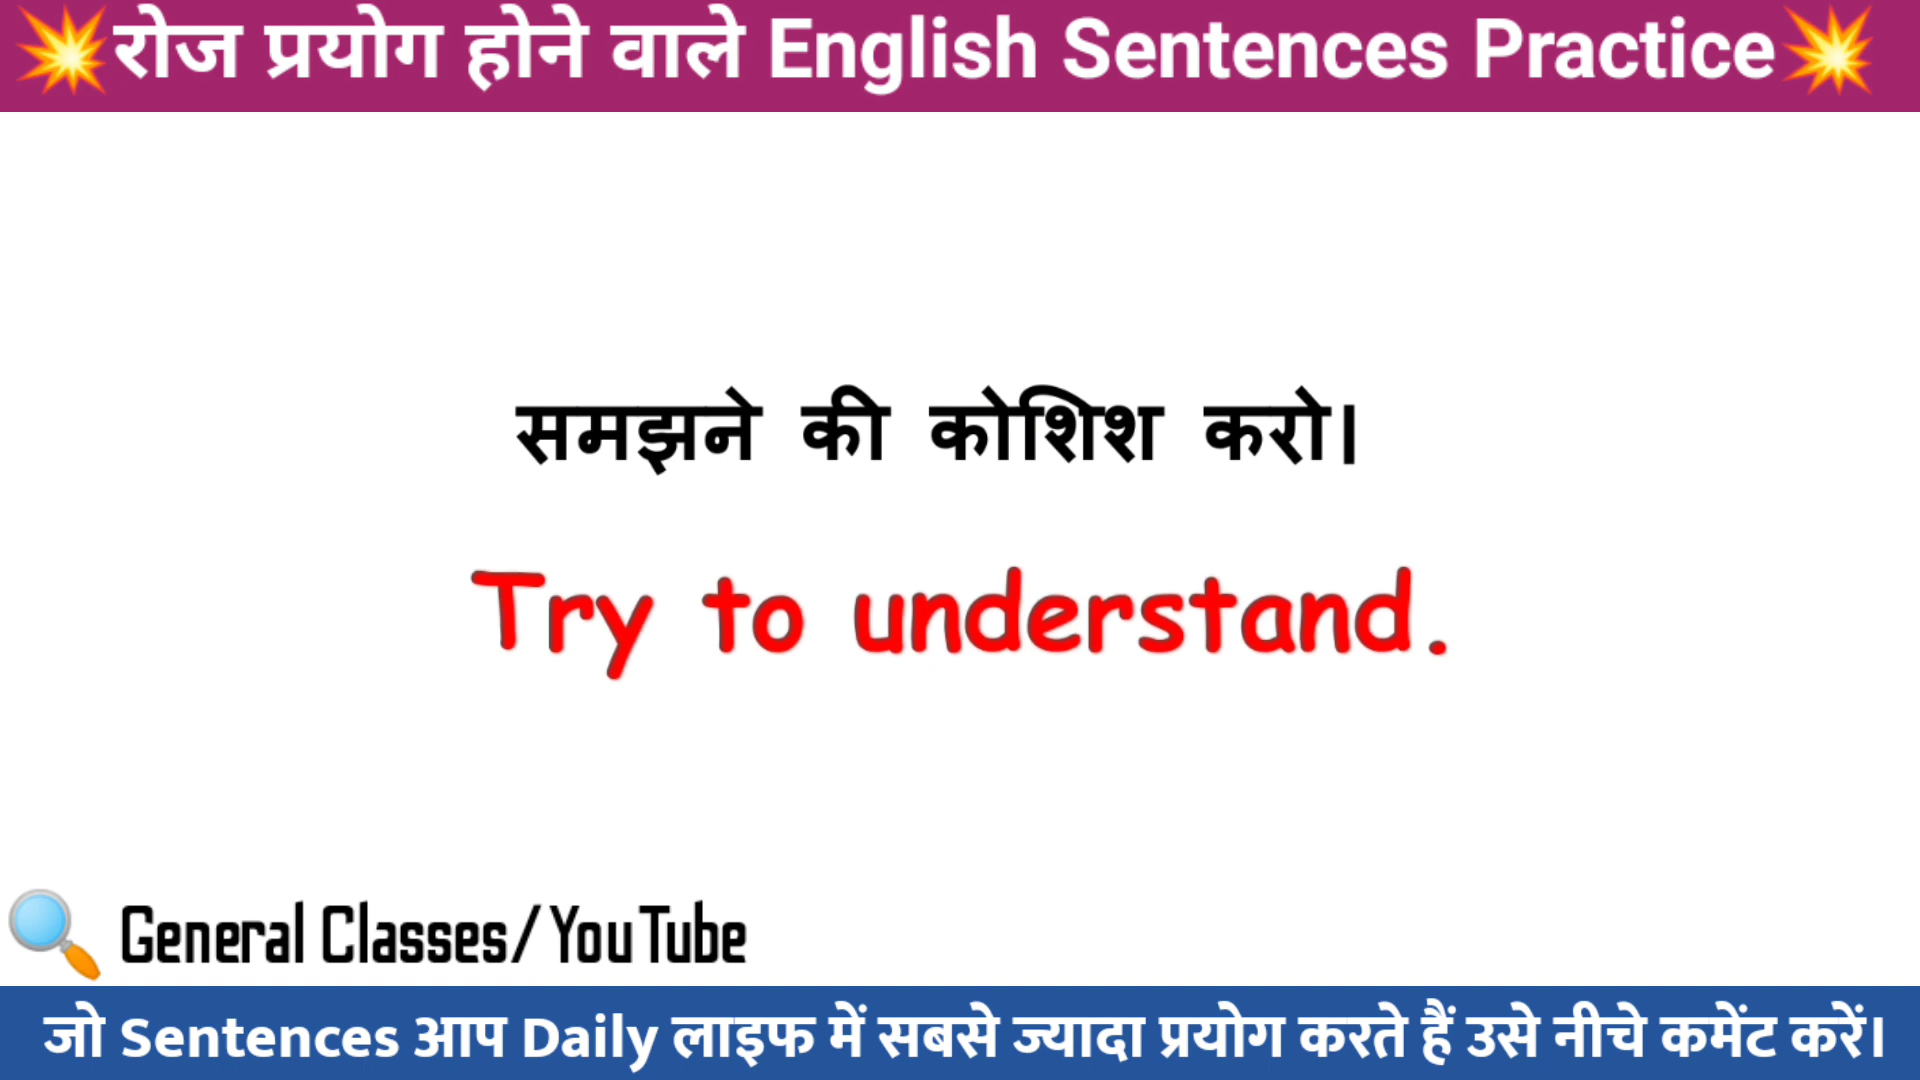 💥रोज प्रयोग होने वाले English Sentences Practice💥
समझने की कोशिश करो।
Try to understand.
🔍 General Classes/YouTube
जो Sentences आप Daily लाइफ में सबसे ज्यादा प्रयोग करते हैं उसे नीचे कमेंट करें।